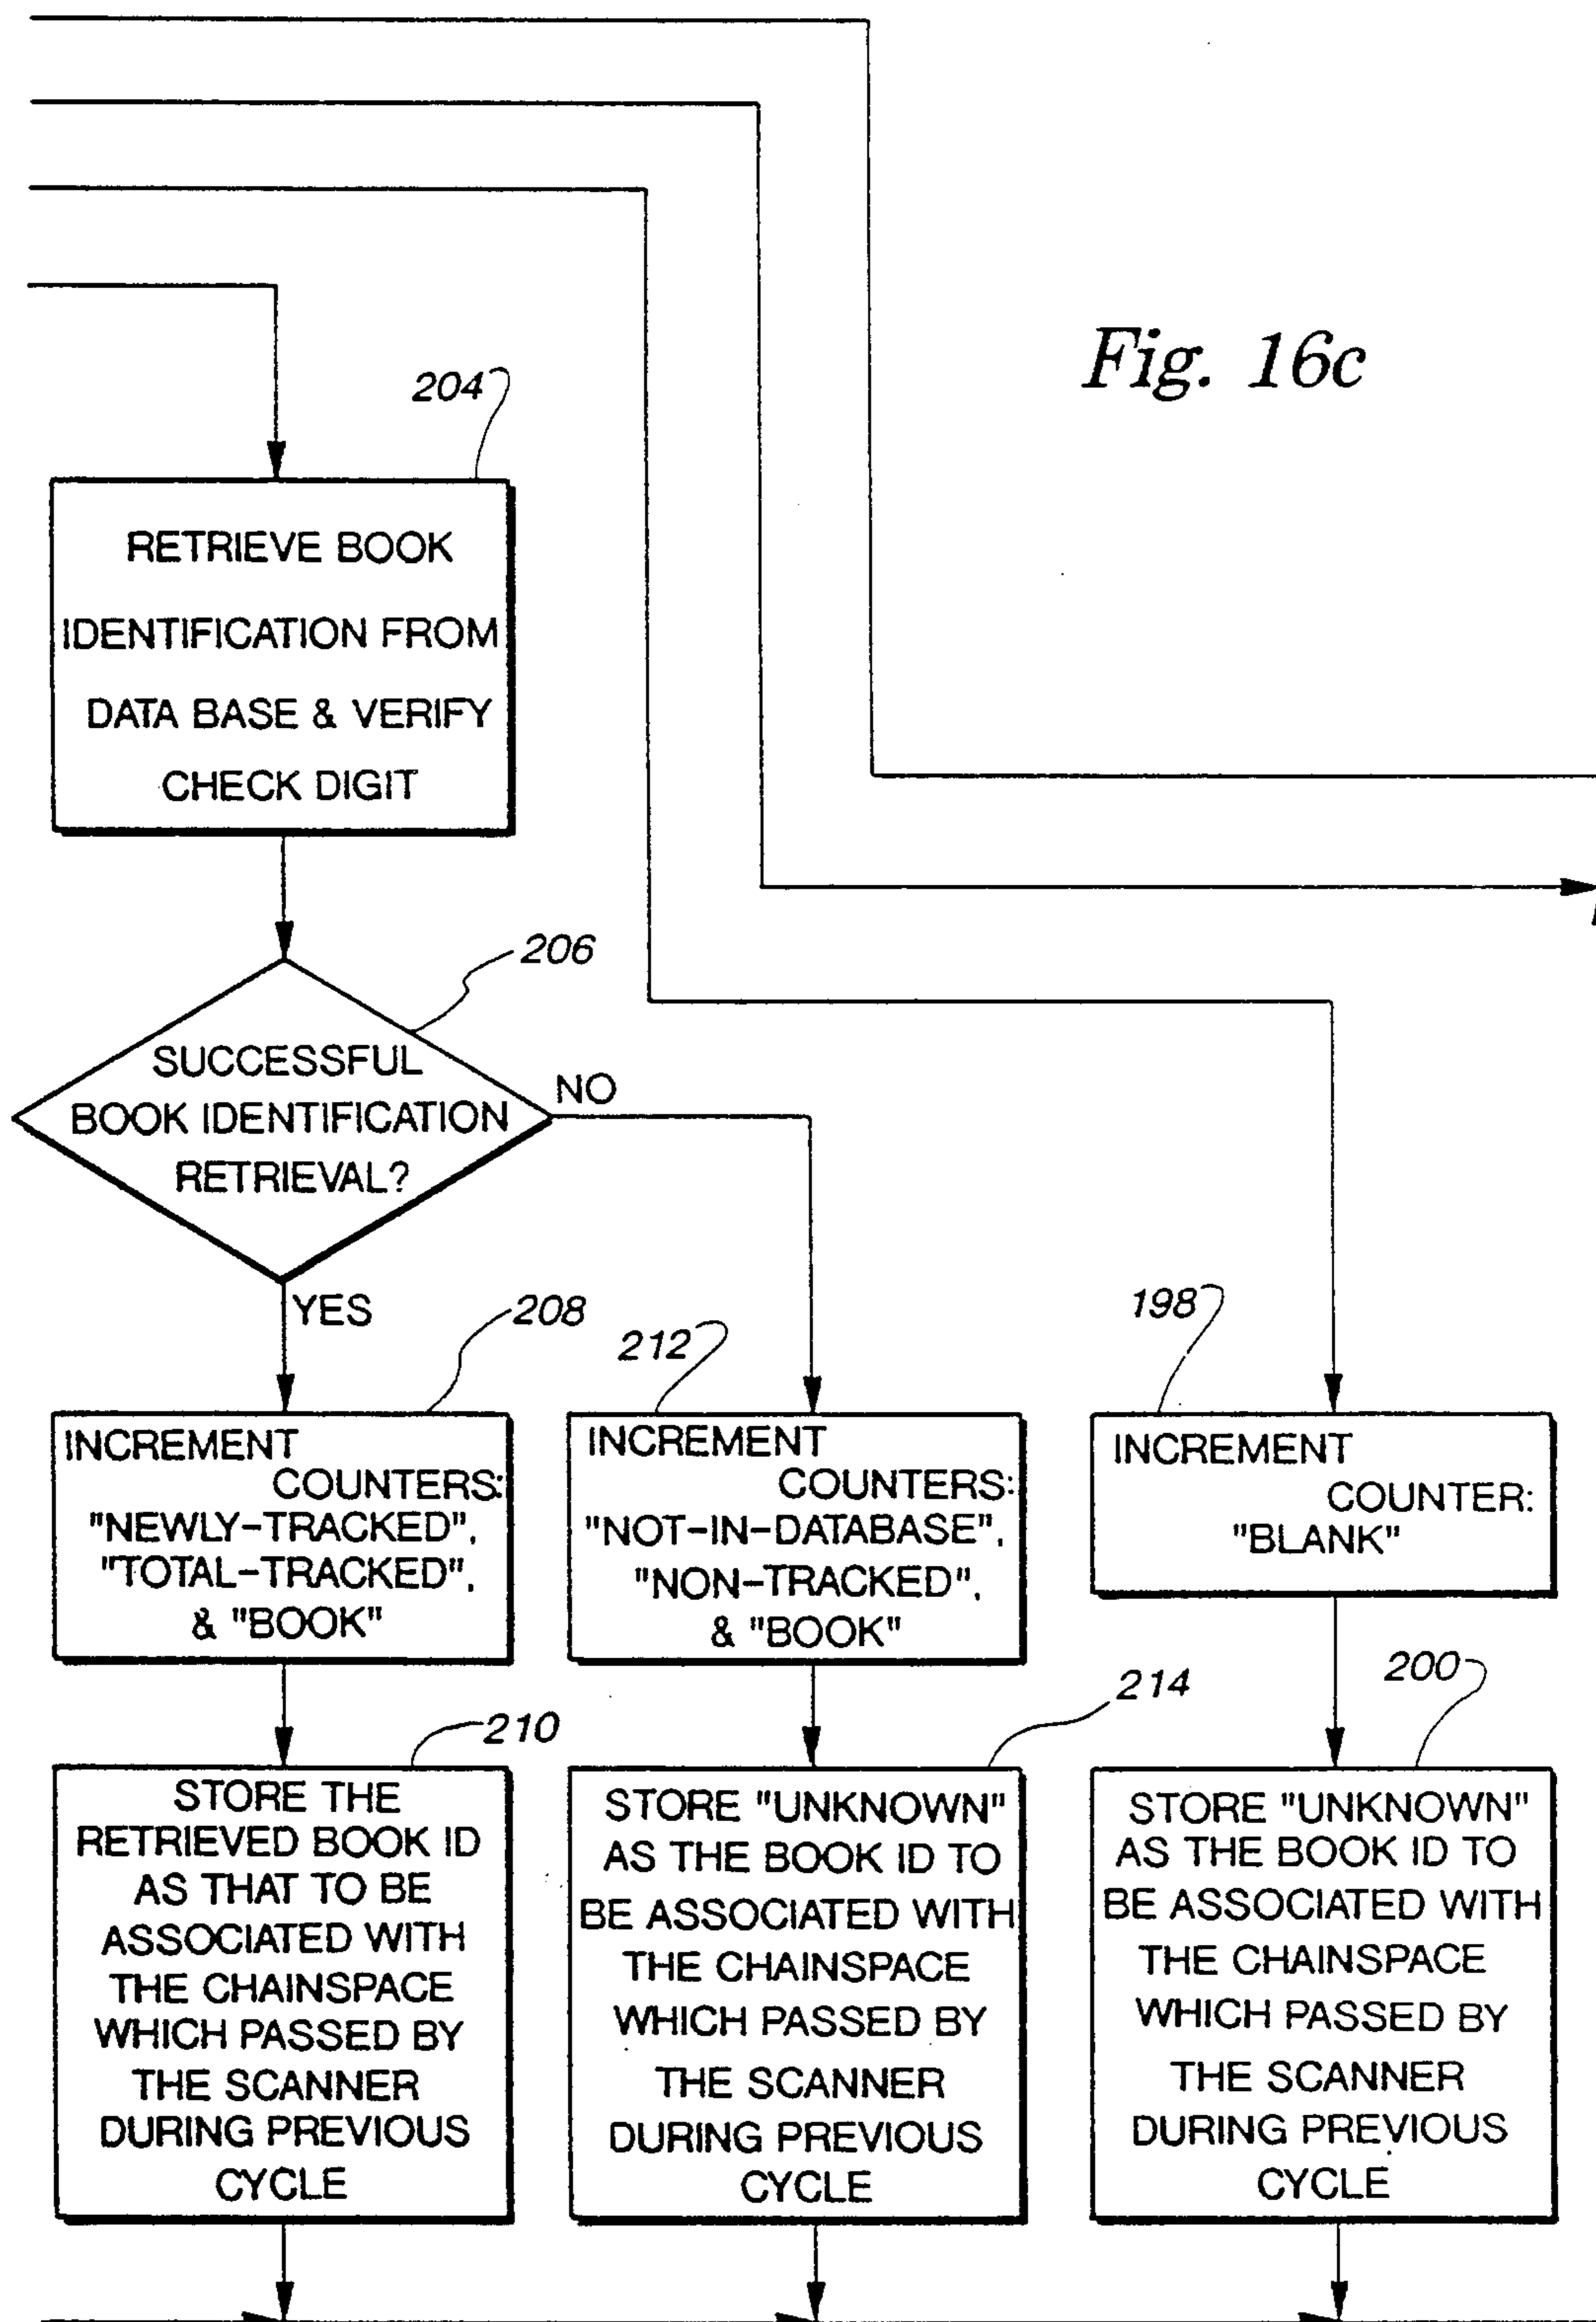 Fig. 16c
204
RETRIEVE BOOK
IDENTIFICATION FROM
DATA BASE & VERIFY
CHECK DIGIT
206
SUCCESSFUL
BOOK IDENTIFICATION
RETRIEVAL?
NO
YES
208
INCREMENT
COUNTERS:
"NEWLY-TRACKED",
"TOTAL-TRACKED",
& "BOOK"
212
INCREMENT
COUNTERS:
"NOT-IN-DATABASE",
"NON-TRACKED",
& "BOOK"
198
INCREMENT
COUNTER:
"BLANK"
210
STORE THE
RETRIEVED BOOK ID
AS THAT TO BE
ASSOCIATED WITH
THE CHAINSPACE
WHICH PASSED BY
THE SCANNER
DURING PREVIOUS
CYCLE
214
STORE "UNKNOWN"
AS THE BOOK ID TO
BE ASSOCIATED WITH
THE CHAINSPACE
WHICH PASSED BY
THE SCANNER
DURING PREVIOUS
CYCLE
200
STORE "UNKNOWN"
AS THE BOOK ID TO
BE ASSOCIATED WITH
THE CHAINSPACE
WHICH PASSED BY
THE SCANNER
DURING PREVIOUS
CYCLE